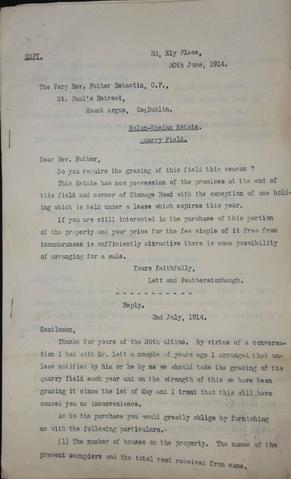 COPY.
23, Ely Place,
30th June, 1914.
The Very Rev. Father Sebastin, C.P.,
St. Paul's Retreat,
Mount Argus, Co; Dublin.
Nolan-Whelan Estate.
Quarry Field.
Dear Rev. Father,
Do you require the grazing of this field this season ?
This Estate has nos possession of the premises at the end of
this field and corner of Kimmage Road with the exception of one hold-
ing which is held under a lease which expires this year.
If you are still interested in the purchase of this portion
of the property and your price for the fee simple of it free from
incumbrances is sufficiently attractive there is some possibility
of arranging for a sale.
Yours faithfully,
Lett and Featherstonhaugh.
- - - - - - - - - -
Reply.
2nd July, 1914.
Gentlemen,
Thanks for yours of the 30th ultimo. By virtue of a conversa-
tion I had with Mr. Lett a couple of years ago I arranged that un-
less notified by him or he by me we should take the grazing of the
quarry field each year and on the strength of this we have been
grazing it since the 1st of May and I trust that this will have
caused you no inconvenience.
As to the purchase you would greatly oblige by furnishing
me with the following particulars.-
(1) The number of houses on the property. The names of the
present occupiers and the total rent received from same.